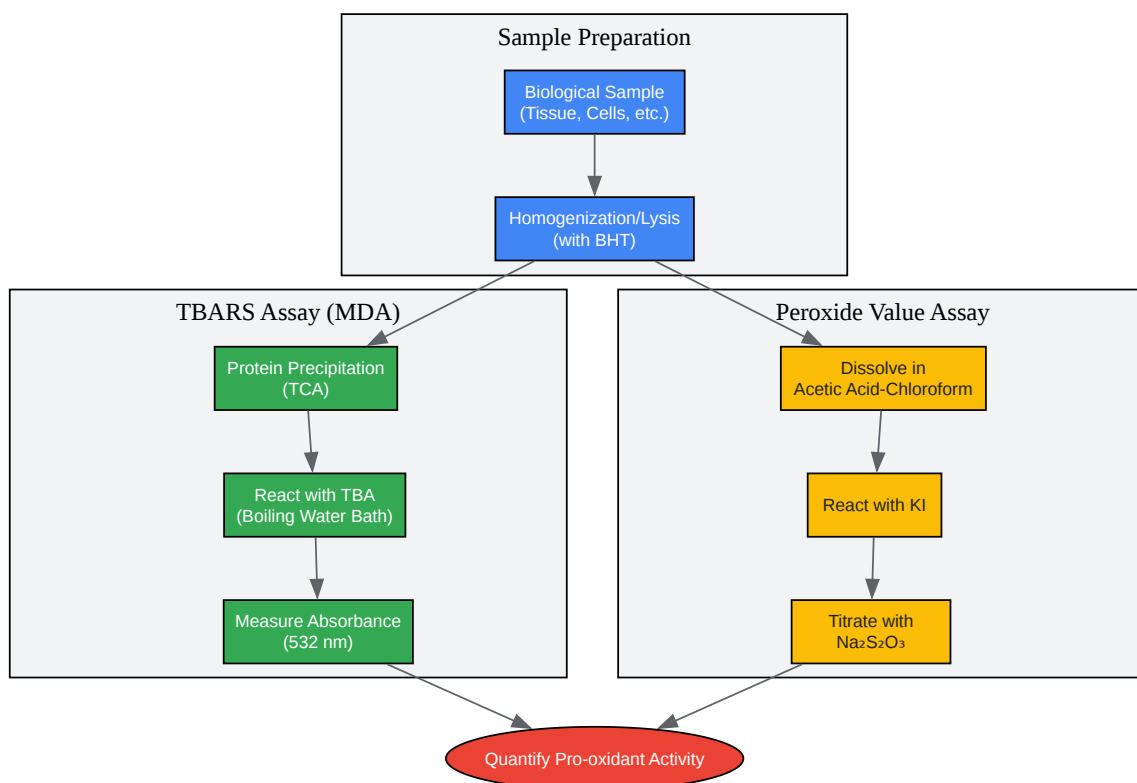 Sample Preparation
Biological Sample
(Tissue, Cells, etc.)
Homogenization/Lysis
(with BHT)
TBARS Assay (MDA)
Protein Precipitation
(TCA)
React with TBA
(Boiling Water Bath)
Measure Absorbance
(532 nm)
Peroxide Value Assay
Dissolve in
Acetic Acid-Chloroform
React with KI
Titrate with
Na₂S₂O₃
Quantify Pro-oxidant Activity